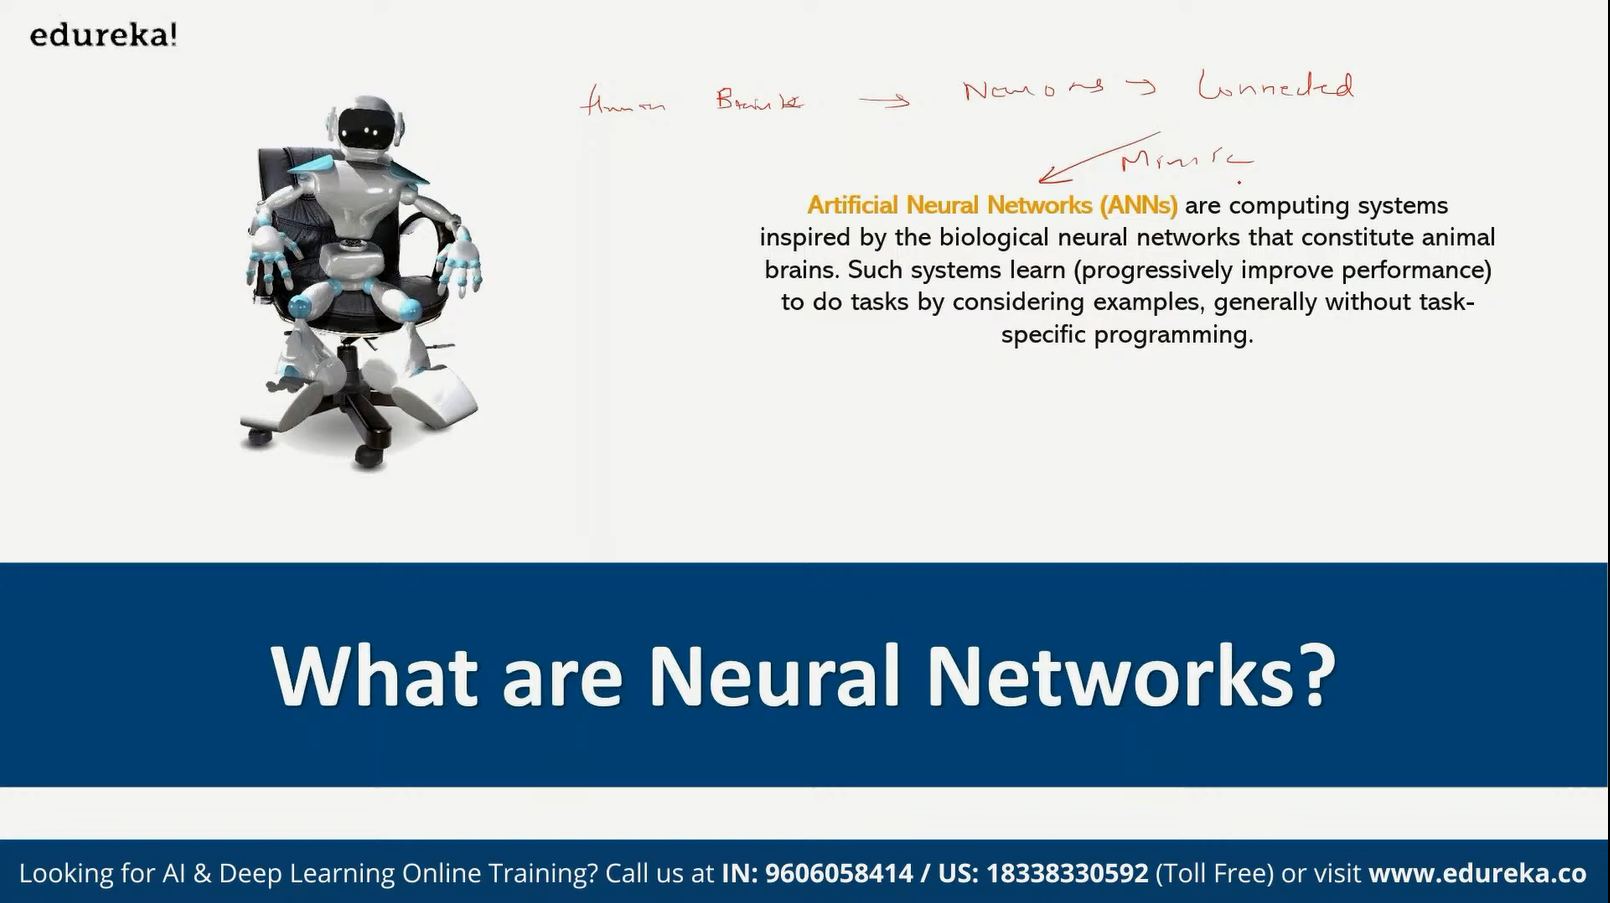 edureka!
Human Brain → Neurons → Connected
Mimic
Artificial Neural Networks (ANNs) are computing systems
inspired by the biological neural networks that constitute animal
brains. Such systems learn (progressively improve performance)
to do tasks by considering examples, generally without task-
specific programming.
What are Neural Networks?
Looking for AI & Deep Learning Online Training? Call us at IN: 9606058414 / US: 18338330592 (Toll Free) or visit www.edureka.co